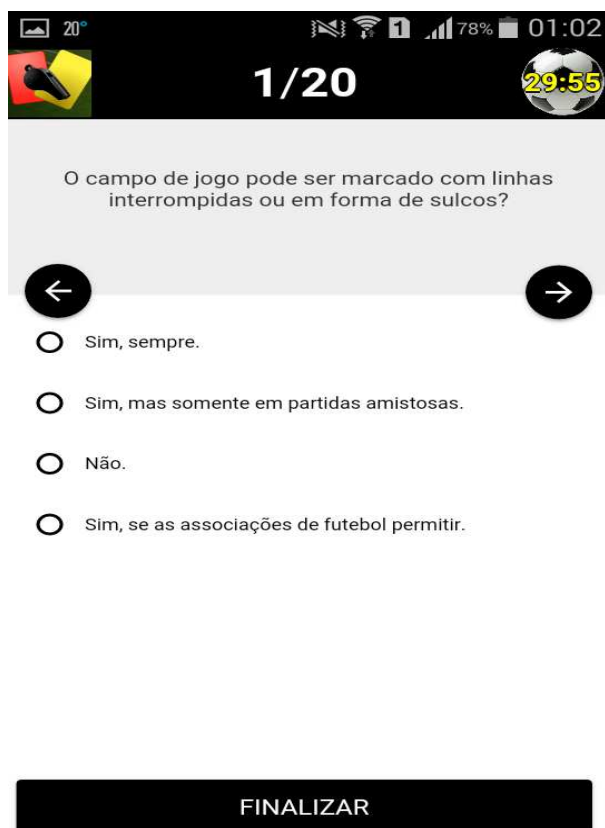 20°
1
78%
01:02
1/20
29:55
O campo de jogo pode ser marcado com linhas
interrompidas ou em forma de sulcos?
Sim, sempre.
Sim, mas somente em partidas amistosas.
Não.
Sim, se as associações de futebol permitir.
FINALIZAR